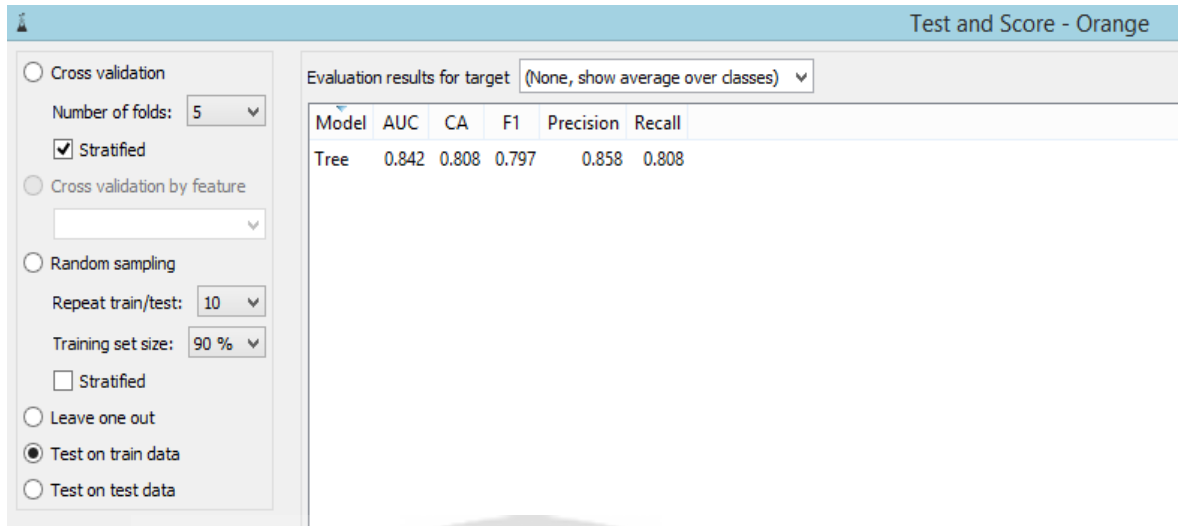 Test and Score - Orange
Cross validation
Number of folds: 5
Stratified
Cross validation by feature
Random sampling
Repeat train/test: 10
Training set size: 90 %
Stratified
Leave one out
Test on train data
Test on test data
Evaluation results for target (None, show average over classes)
Model AUC CA F1 Precision Recall
Tree 0.842 0.808 0.797 0.858 0.808